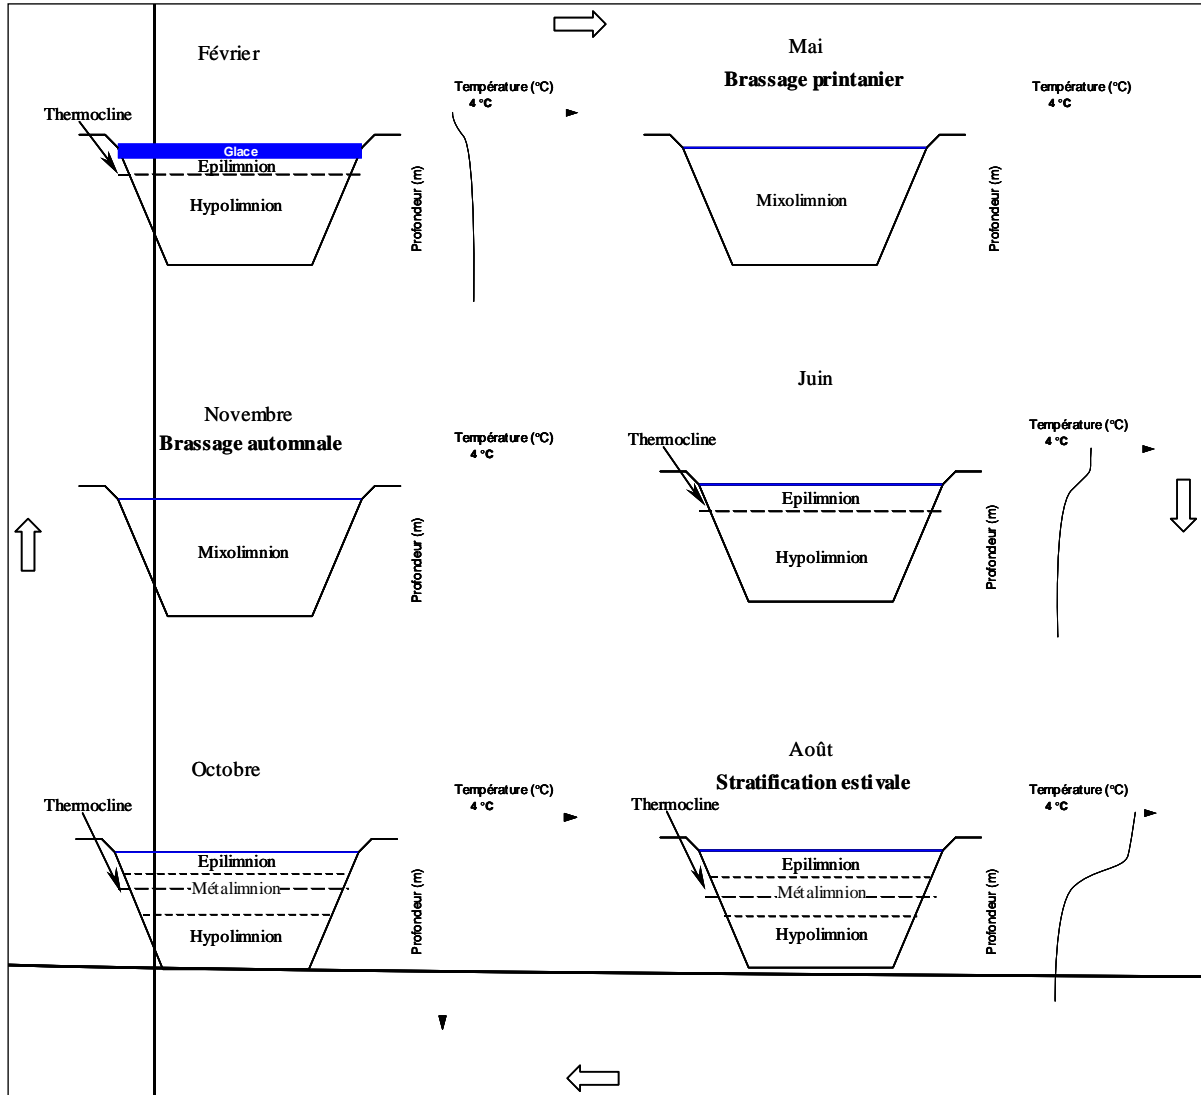 Février
Thermocline
Glace
Epilimnion
Hypolimnion
Température (°C)
4 °C
Profondeur (m)
Mai
Brassage printanier
Mixolimnion
Température (°C)
4 °C
Profondeur (m)
Novembre
Brassage automnale
Mixolimnion
Température (°C)
4 °C
Profondeur (m)
Juin
Thermocline
Epilimnion
Hypolimnion
Température (°C)
4 °C
Profondeur (m)
Octobre
Thermocline
Epilimnion
Métalimnion
Hypolimnion
Température (°C)
4 °C
Profondeur (m)
Août
Stratification estivale
Thermocline
Epilimnion
Métalimnion
Hypolimnion
Température (°C)
4 °C
Profondeur (m)